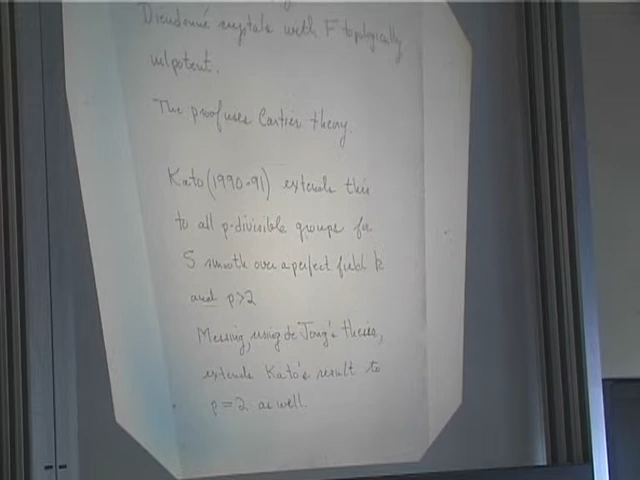 Dieudonné crystals with F topologically
nilpotent.
The proof uses Cartier theory.
Kato (1990-91) extends this
to all p-divisible groups for
S smooth over a perfect field k
and p>2
Messing, using de Jong's thesis,
extends Kato's result to
p=2 as well.